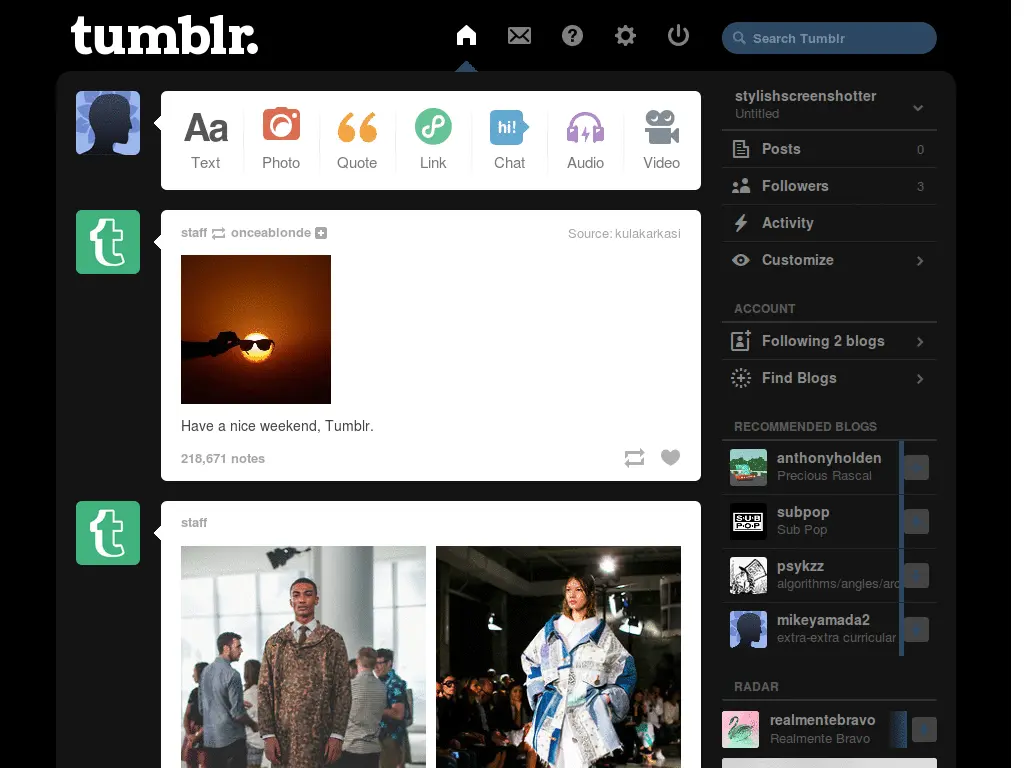 tumblr.
Search Tumblr
Aa
hi!
Text
Photo
Quote
Link
Chat
Audio
Video
t
staff onceablonde
Source: kulakarkasi
Have a nice weekend, Tumblr.
218,671 notes
t
staff
stylishscreenshotter
Untitled
Posts 0
Followers 3
Activity
Customize
ACCOUNT
Following 2 blogs
Find Blogs
RECOMMENDED BLOGS
anthonyholden
Precious Rascal
SUB
POP
subpop
Sub Pop
psykzz
algorithms/angles/arc
mikeyamada2
extra-extra curricular
RADAR
realmentebravo
Realmente Bravo